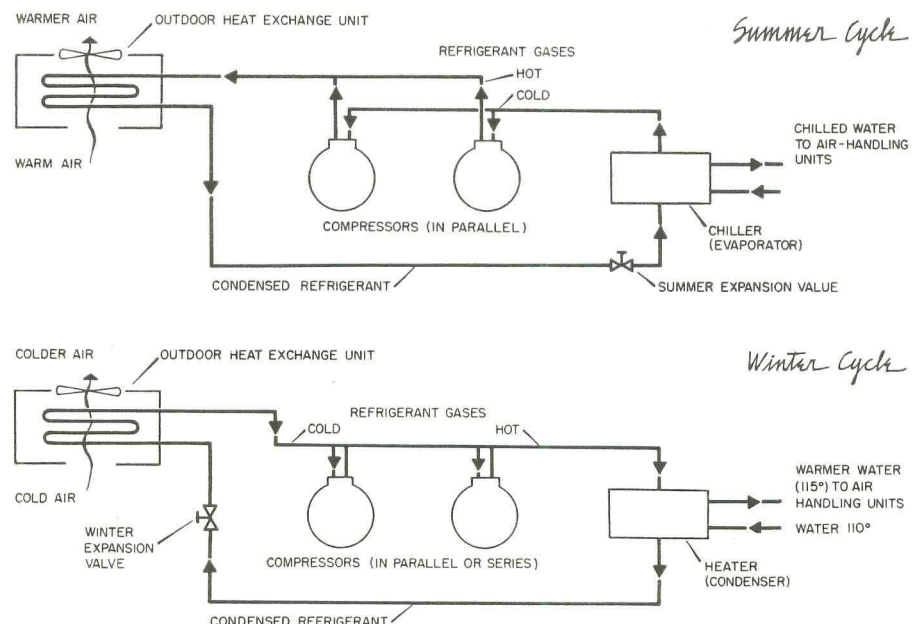 WARMER AIR
OUTDOOR HEAT EXCHANGE UNIT
Summer Cycle
REFRIGERANT GASES
HOT
COLD
CHILLED WATER
TO AIR-HANDLING
UNITS
WARM AIR
COMPRESSORS (IN PARALLEL)
CHILLER
(EVAPORATOR)
CONDENSED REFRIGERANT
SUMMER EXPANSION VALUE
COLDER AIR
OUTDOOR HEAT EXCHANGE UNIT
Winter Cycle
REFRIGERANT GASES
COLD
HOT
WARMER WATER
(115°) TO AIR
HANDLING UNITS
WATER 110°
COLD AIR
WINTER
EXPANSION
VALVE
COMPRESSORS (IN PARALLEL OR SERIES)
HEATER
(CONDENSER)
CONDENSED REFRIGERANT